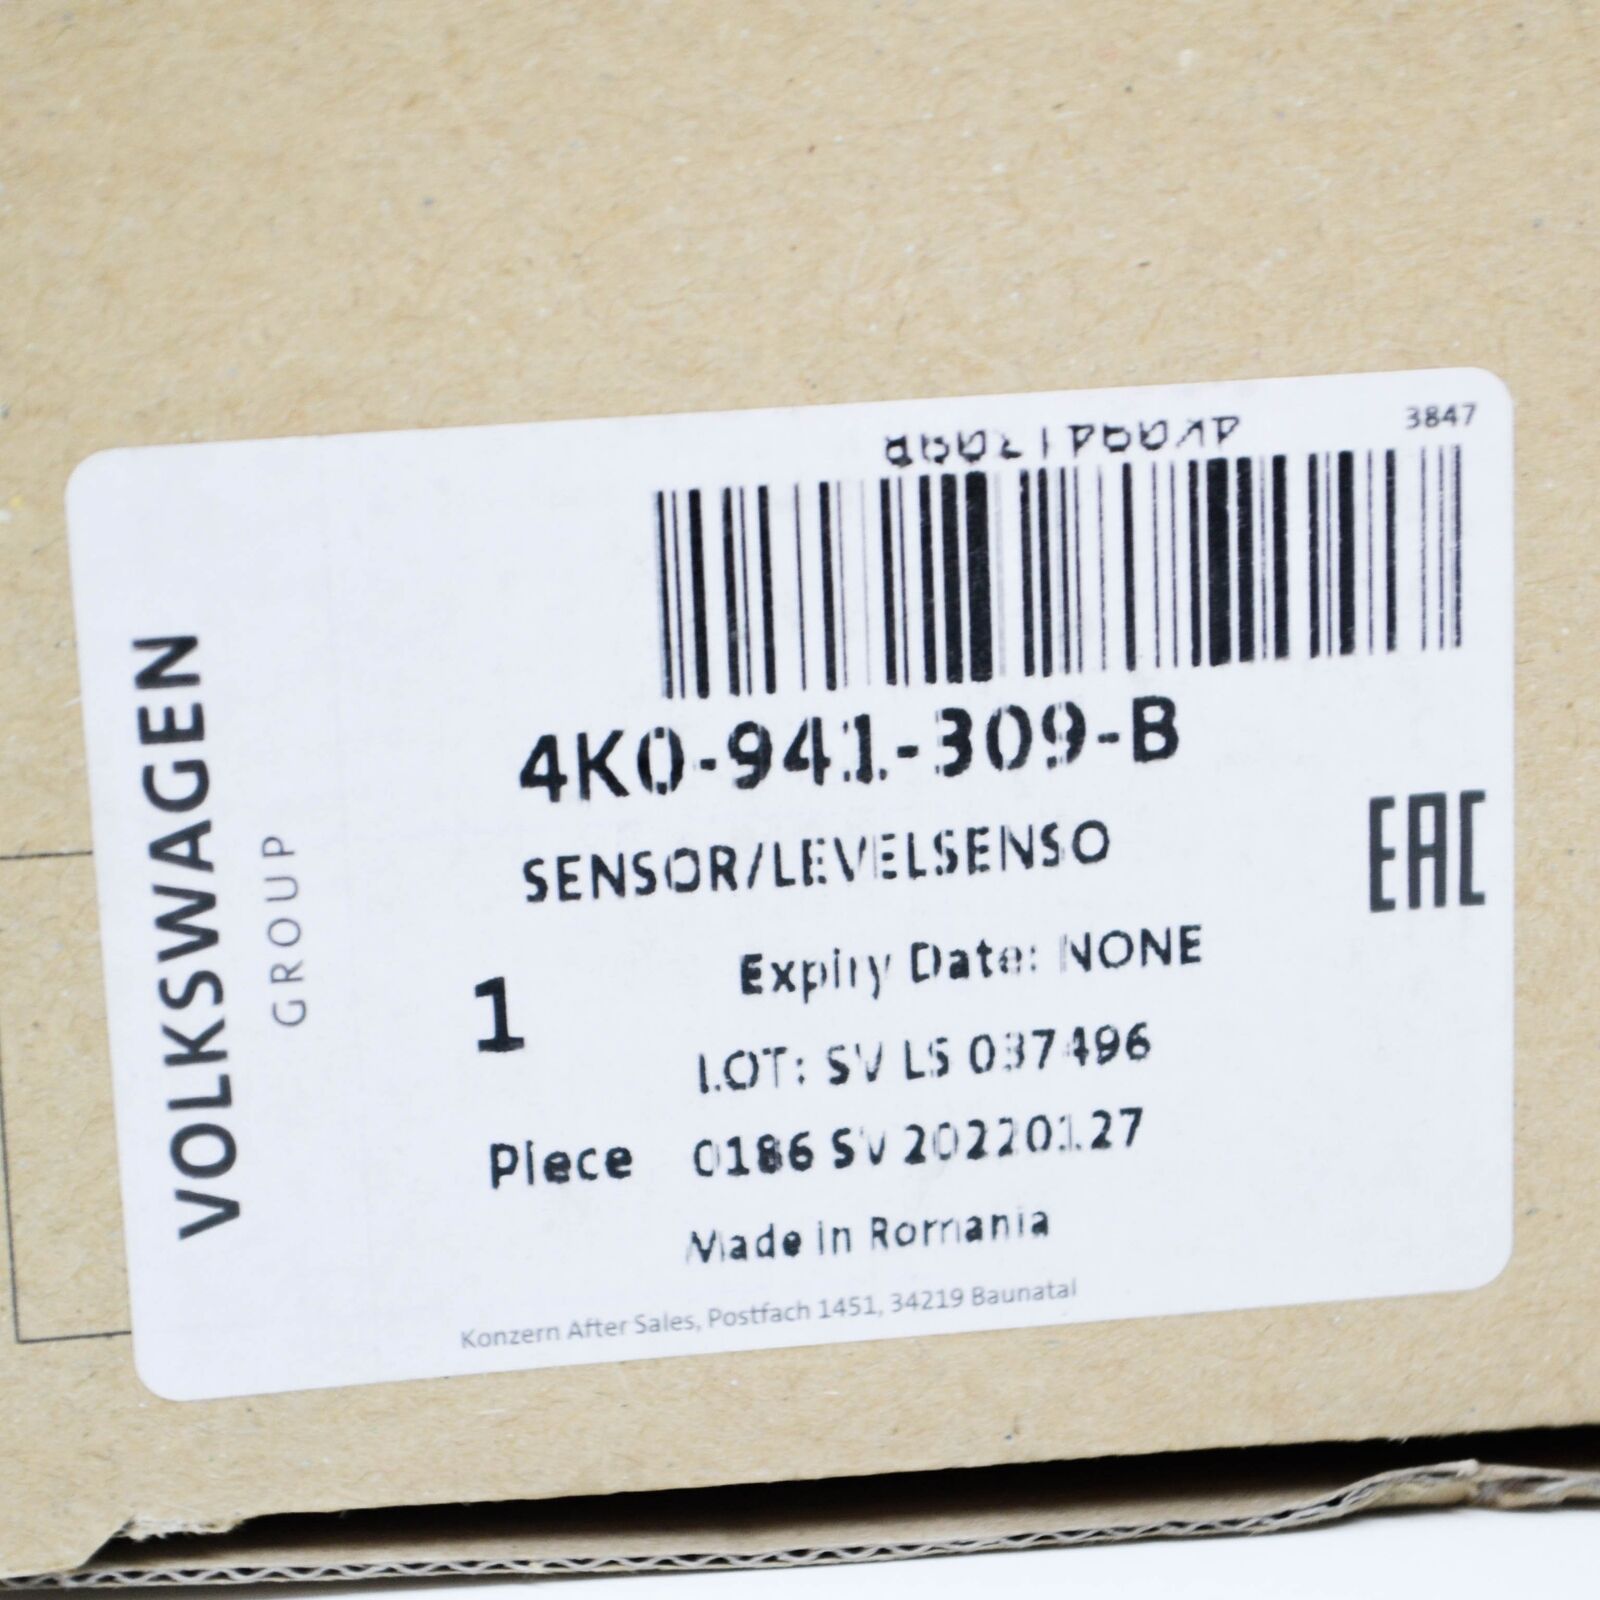 3847
4K0-941-309-B
SENSOR/LEVELSENSO
EAC
Expiry Date: NONE
1
LOT: SV LS 037496
Piece 0186 SV 20220127
Made in Romania
Konzern After Sales, Postfach 1451, 34219 Baunatal
VOLKSWAGEN
GROUP